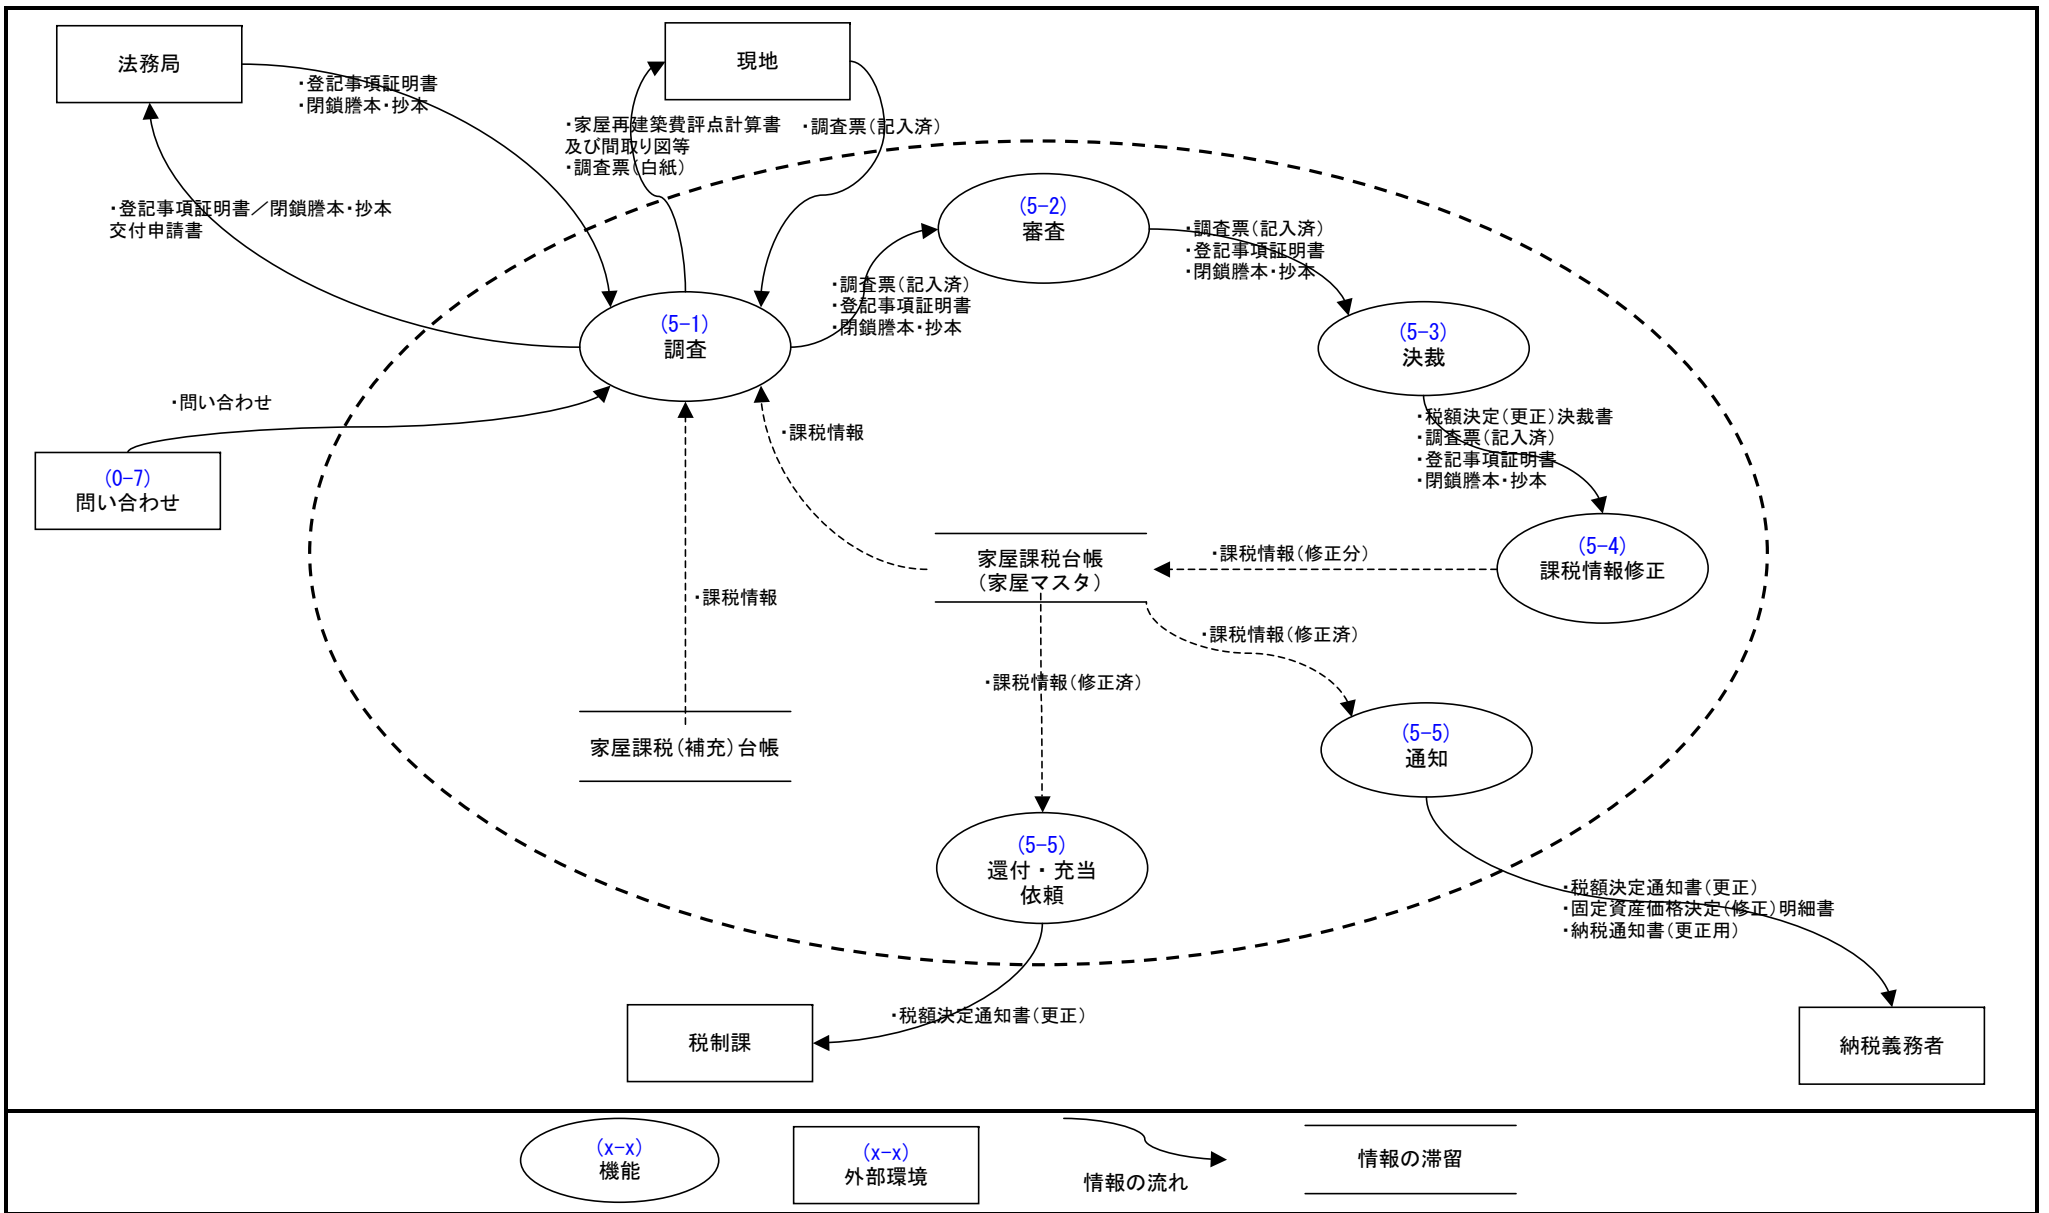 法務局
現地
・登記事項証明書
・閉鎖謄本・抄本
・家屋再建築費評点計算書
及び間取り図等
・調査票(白紙)
・調査票(記入済)
・登記事項証明書／閉鎖謄本・抄本
交付申請書
(5-2)
審査
・調査票(記入済)
・登記事項証明書
・閉鎖謄本・抄本
・調査票(記入済)
・登記事項証明書
・閉鎖謄本・抄本
(5-1)
調査
(5-3)
決裁
・問い合わせ
・課税情報
・税額決定(更正)決裁書
・調査票(記入済)
・登記事項証明書
・閉鎖謄本・抄本
(0-7)
問い合わせ
家屋課税台帳
(家屋マスタ)
・課税情報(修正分)
(5-4)
課税情報修正
・課税情報
・課税情報(修正済)
・課税情報(修正済)
家屋課税(補充)台帳
(5-5)
通知
(5-5)
還付・充当
依頼
・税額決定通知書(更正)
・固定資産価格決定(修正)明細書
・納税通知書(更正用)
・税額決定通知書(更正)
税制課
納税義務者
(x-x)
機能
(x-x)
外部環境
情報の流れ
情報の滞留